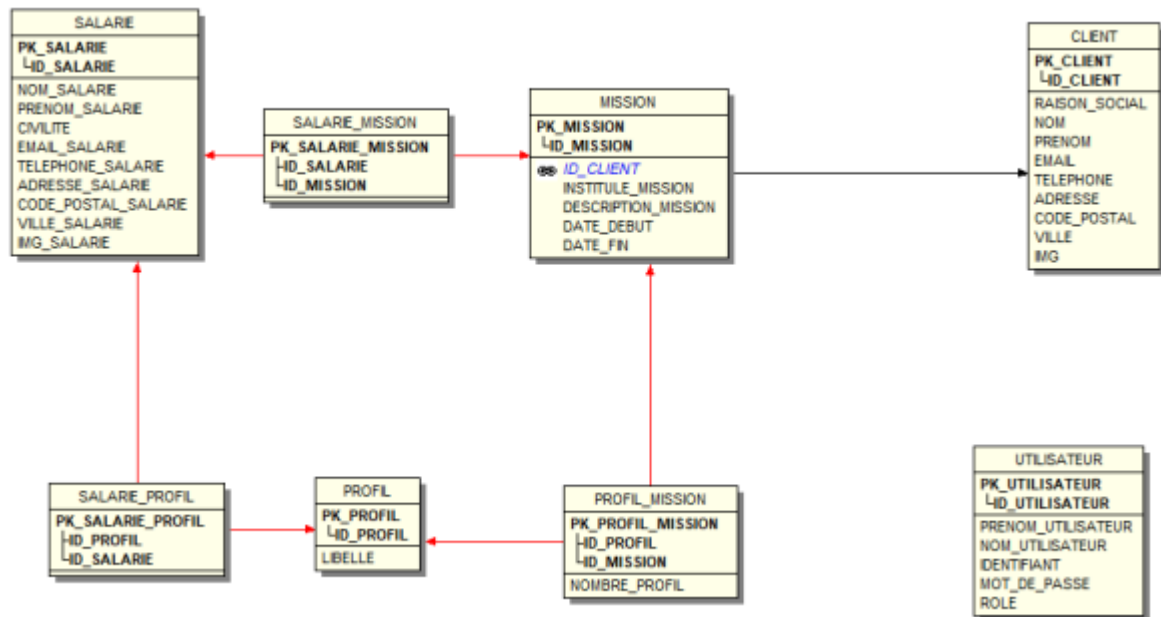 SALARIE
PK_SALARIE
ID_SALARIE
NOM_SALARIE
PRENOM_SALARIE
CIVILITE
EMAIL_SALARIE
TELEPHONE_SALARIE
ADRESSE_SALARIE
CODE_POSTAL_SALARIE
VILLE_SALARIE
IMG_SALARIE
SALARIE_MISSION
PK_SALARIE_MISSION
ID_SALARIE
ID_MISSION
MISSION
PK_MISSION
ID_MISSION
ID_CLIENT
INSTITULE_MISSION
DESCRIPTION_MISSION
DATE_DEBUT
DATE_FIN
CLIENT
PK_CLIENT
ID_CLIENT
RAISON_SOCIAL
NOM
PRENOM
EMAIL
TELEPHONE
ADRESSE
CODE_POSTAL
VILLE
IMG
SALARIE_PROFIL
PK_SALARIE_PROFIL
ID_PROFIL
ID_SALARIE
PROFIL
PK_PROFIL
ID_PROFIL
LIBELLE
PROFIL_MISSION
PK_PROFIL_MISSION
ID_PROFIL
ID_MISSION
NOMBRE_PROFIL
UTILISATEUR
PK_UTILISATEUR
ID_UTILISATEUR
PRENOM_UTILISATEUR
NOM_UTILISATEUR
IDENTIFIANT
MOT_DE_PASSE
ROLE